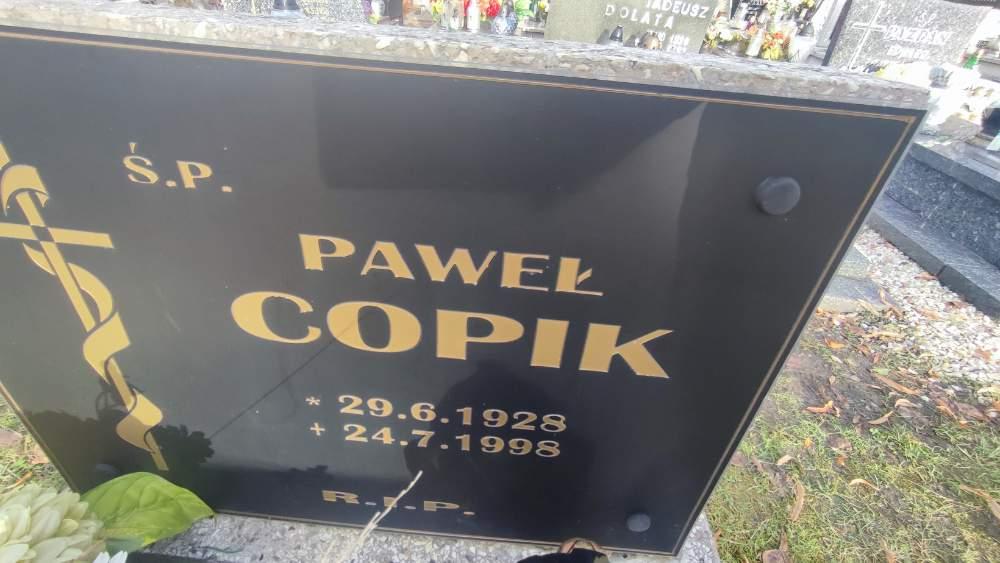 TADEUSZ
DOLATA
Ś.P.
PAWEŁ
COPIK
* 29.6.1928
+ 24.7.1998
R.I.P.